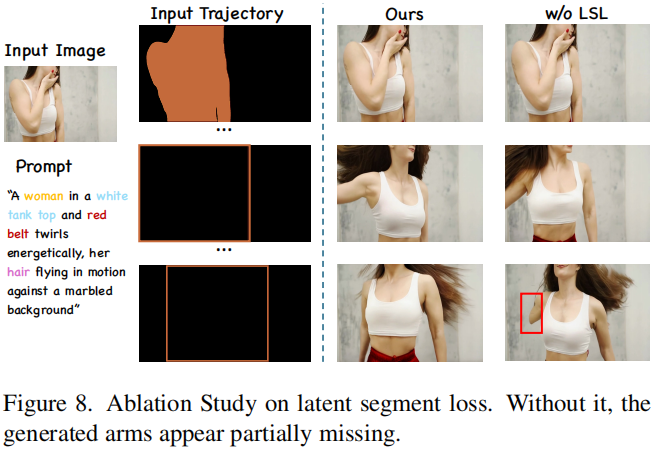 Input Trajectory
Ours
w/o LSL
Input Image
...
Prompt
"A woman in a white
tank top and red
belt twirls
energetically, her
hair flying in motion
against a marbled
background"
...
Figure 8. Ablation Study on latent segment loss. Without it, the
generated arms appear partially missing.